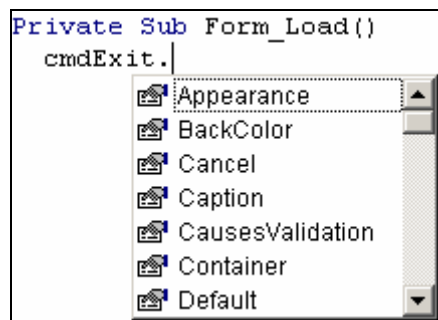 Private Sub Form_Load()
cmdExit.
Appearance
BackColor
Cancel
Caption
CausesValidation
Container
Default